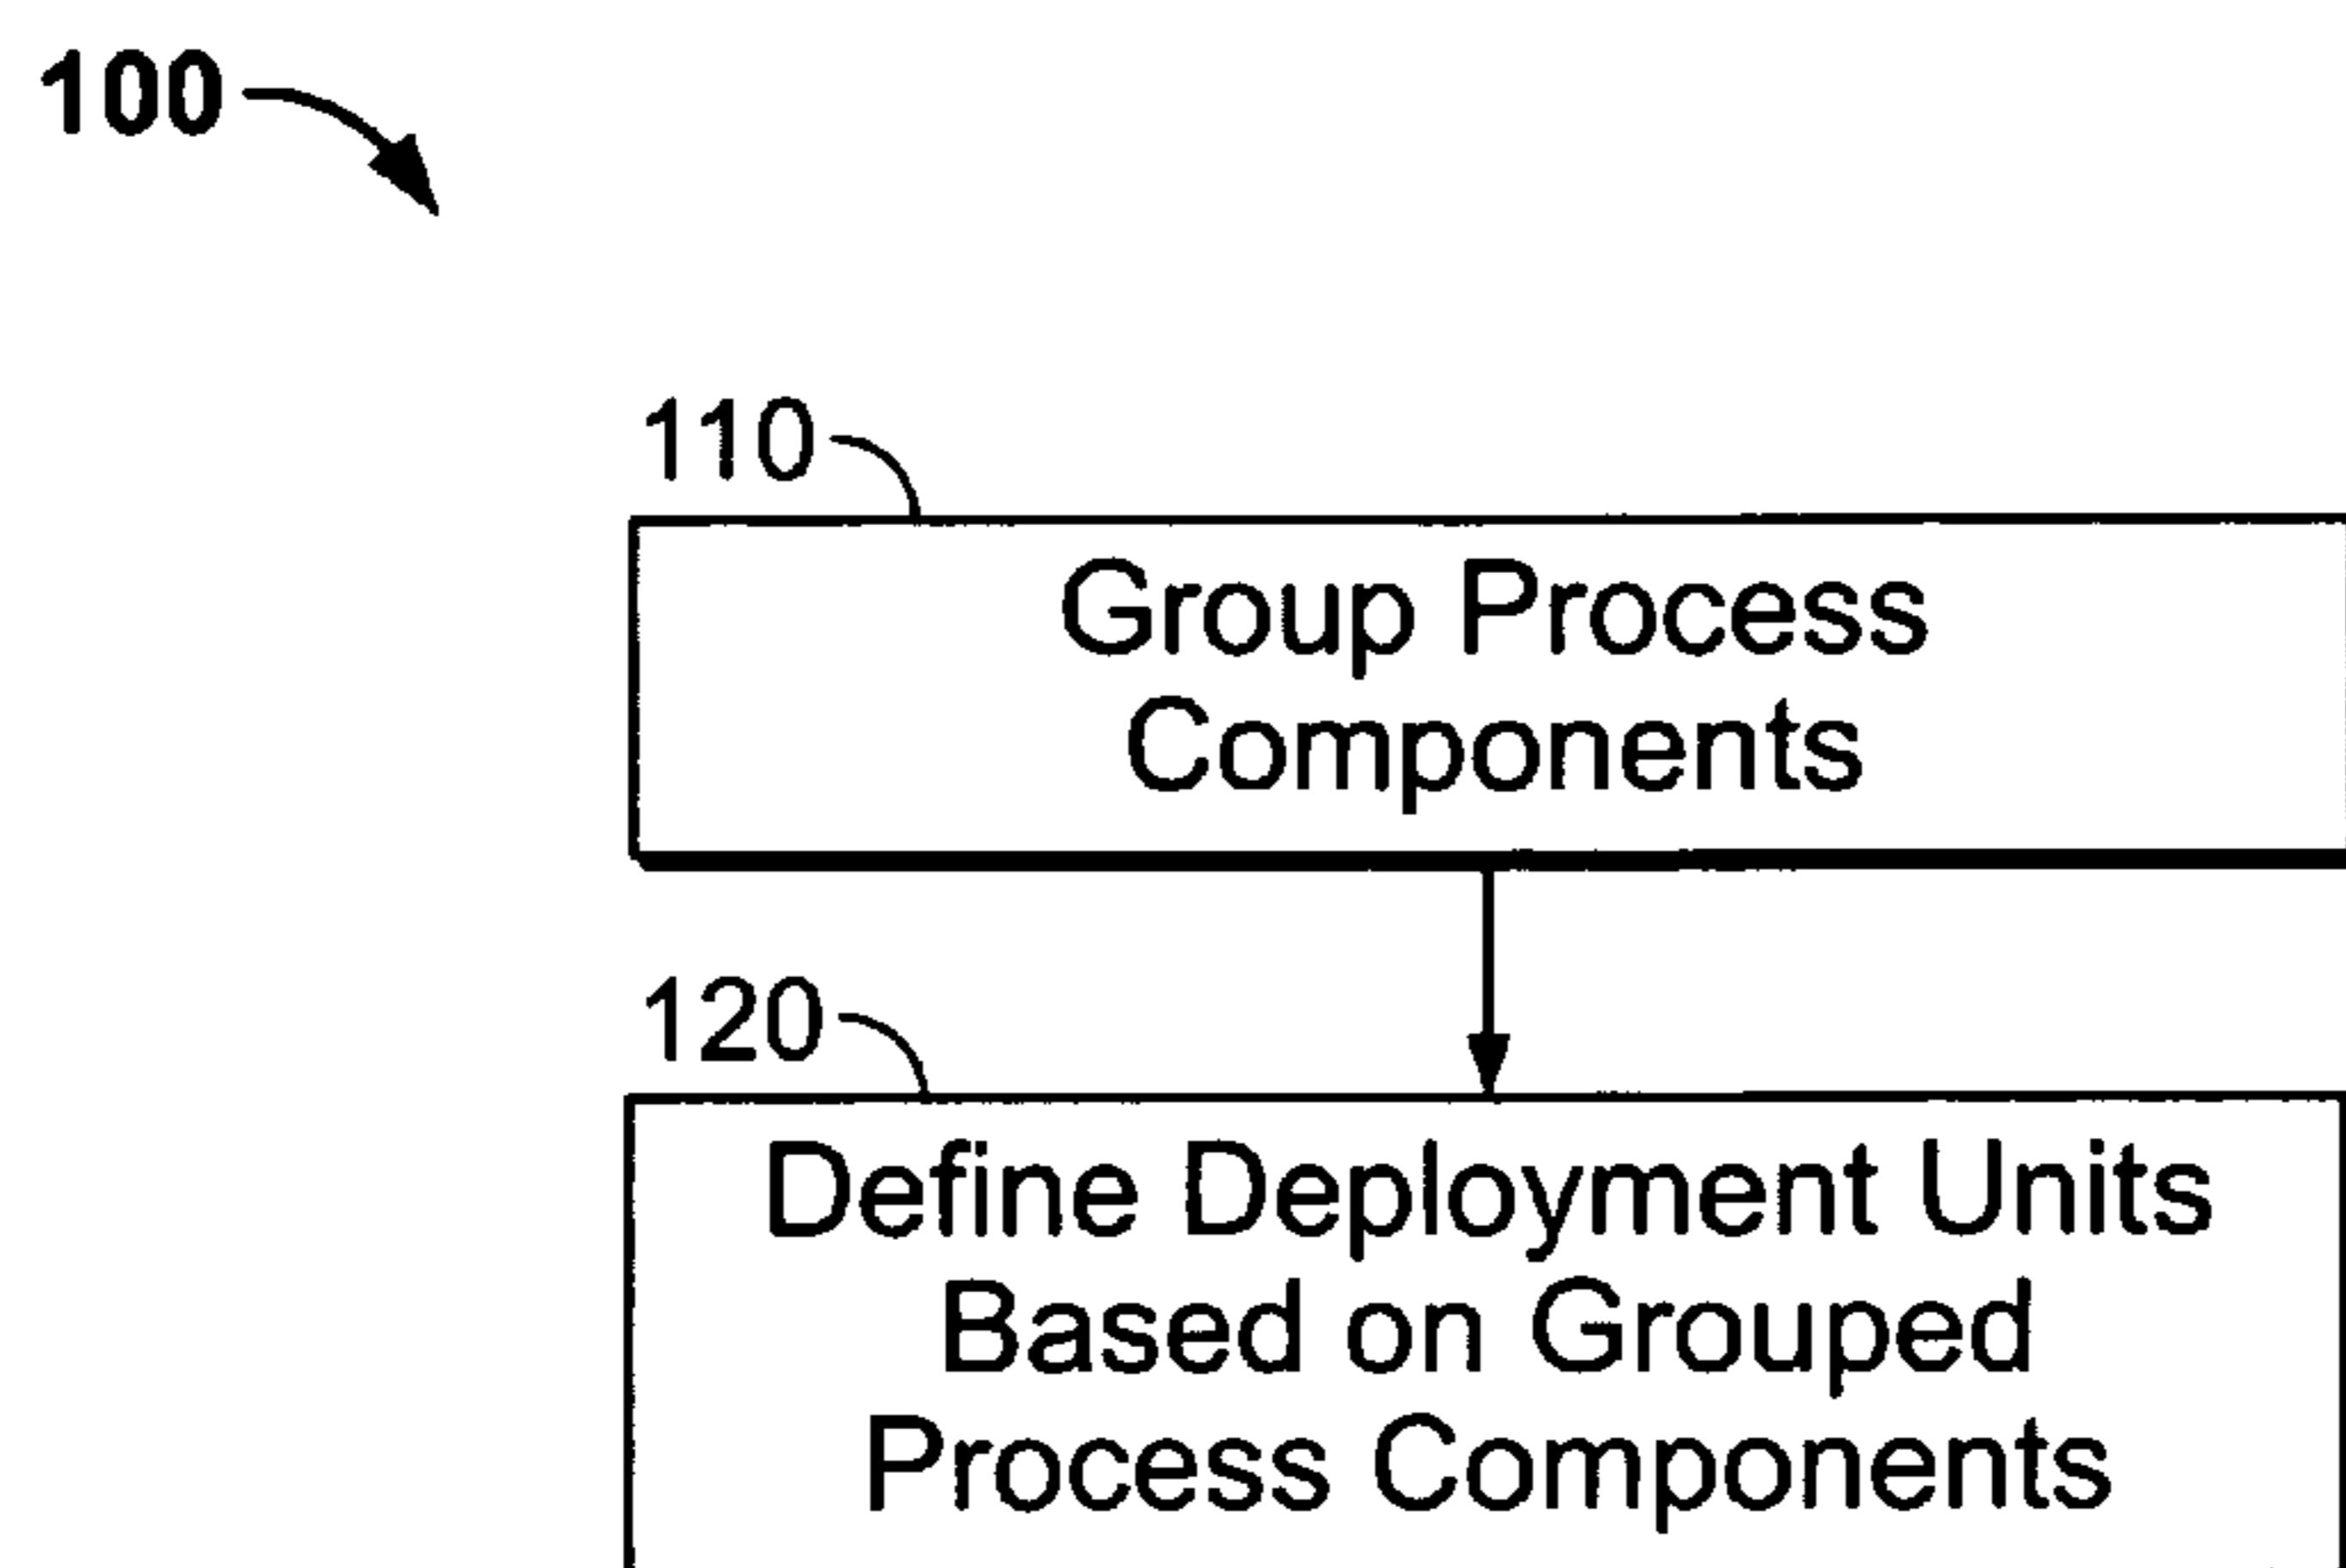 100
110
Group Process
Components
120
Define Deployment Units
Based on Grouped
Process Components